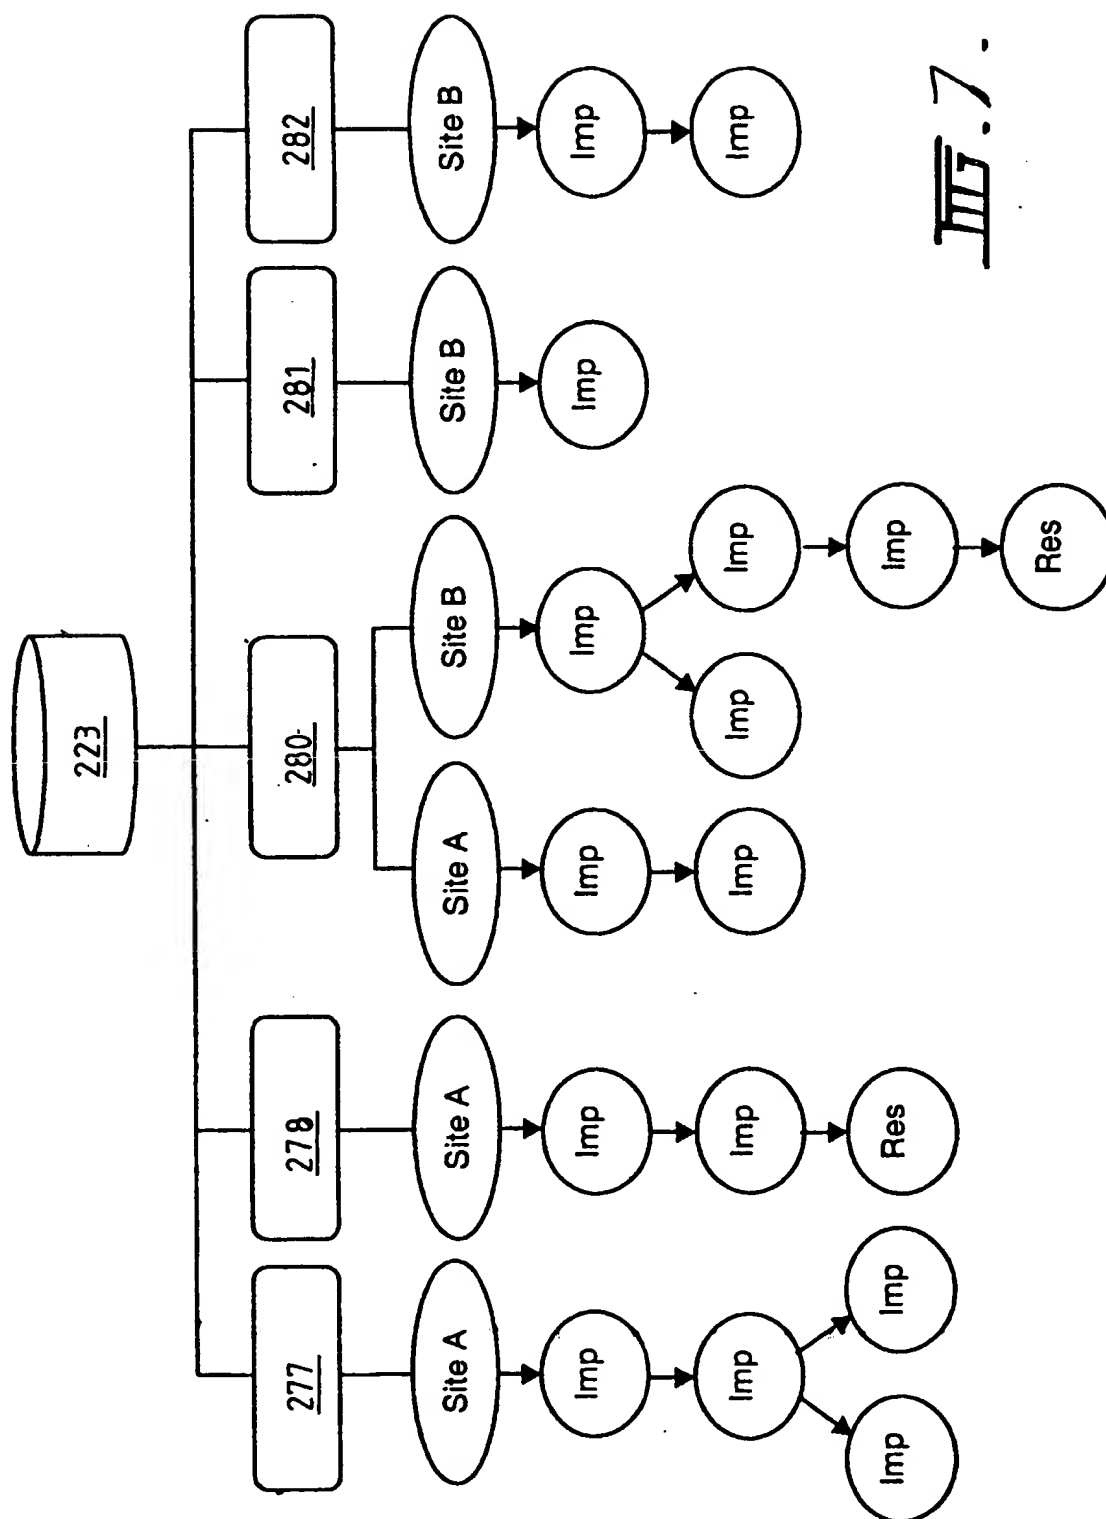 223
277 278 280 281 282
Site A Site A Site A Site B Site B Site B
Imp Imp Imp Imp Imp Imp
Imp Imp Imp Imp Imp Imp
Imp Imp Res Imp
Res
FIG.7.